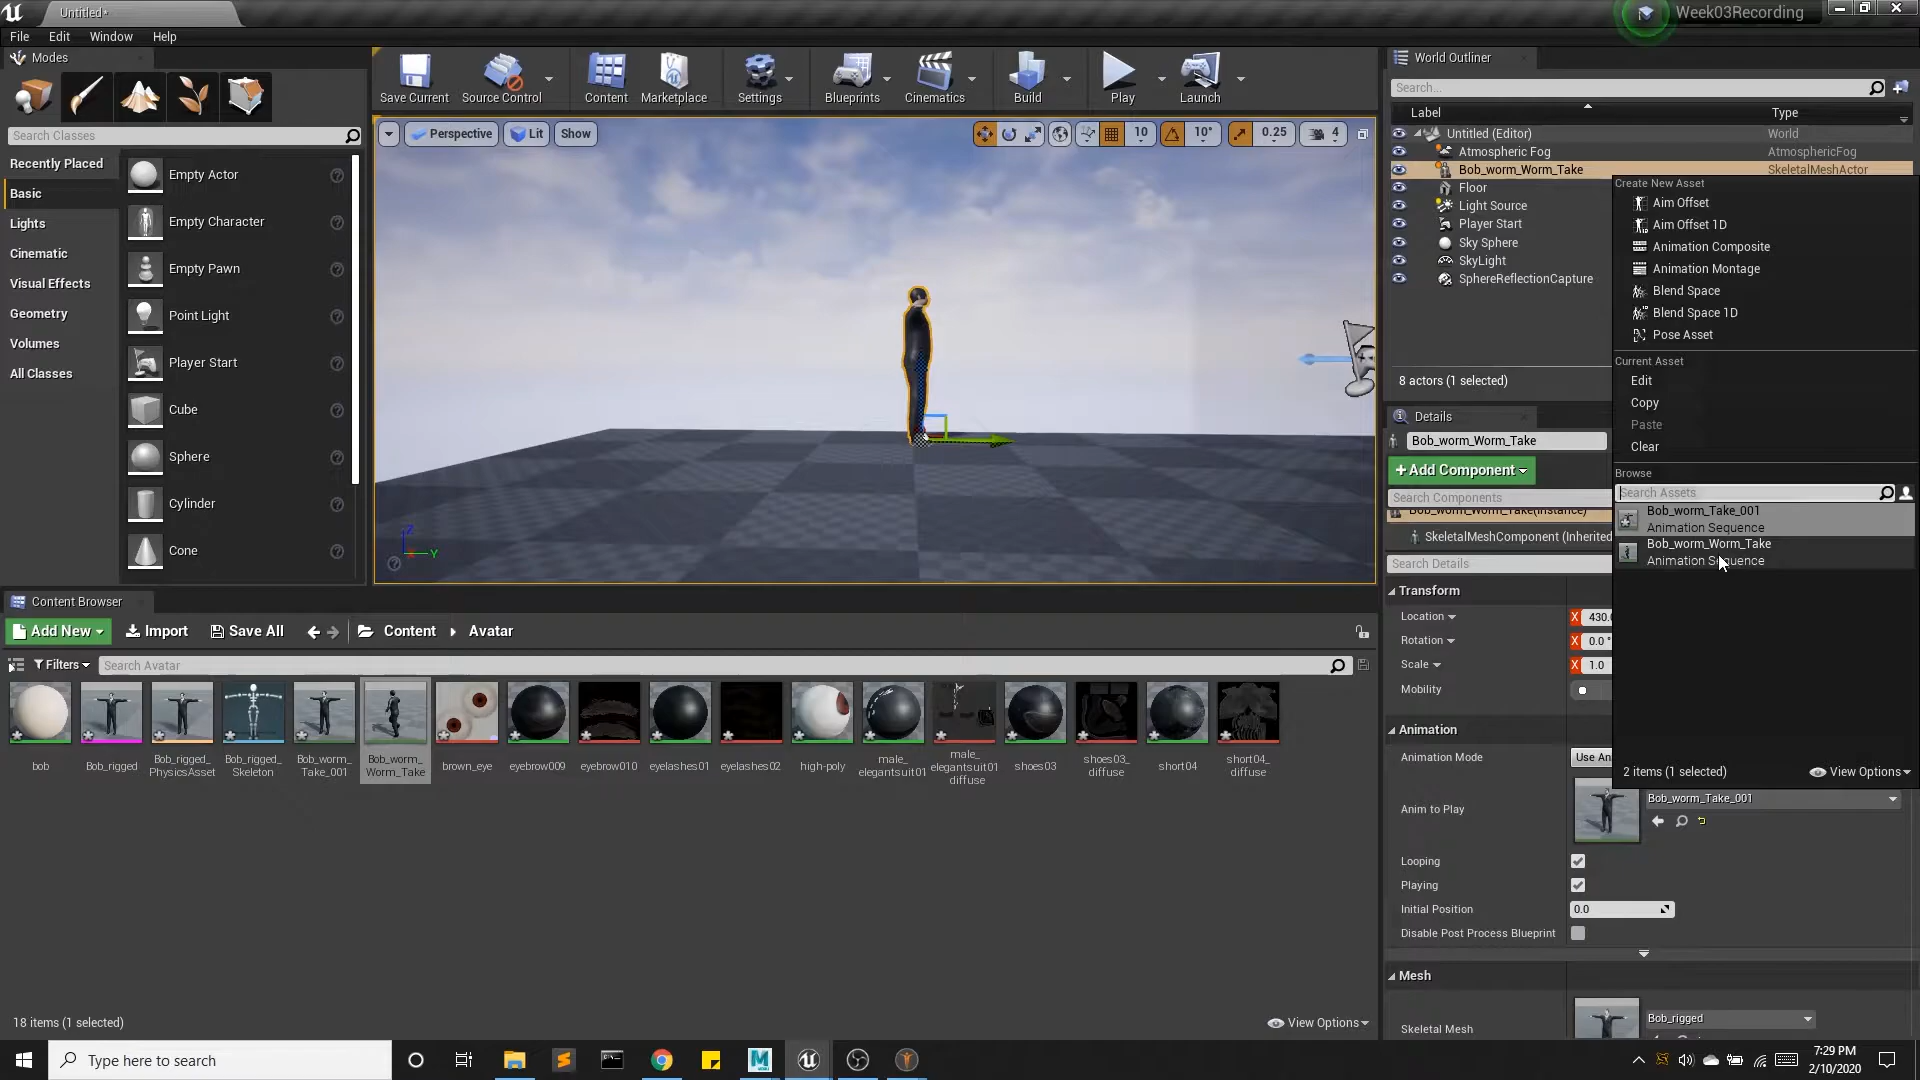 Untitled*
Week03Recording
File Edit Window Help
Modes
Search Classes
Recently Placed
Basic
Lights
Cinematic
Visual Effects
Geometry
Volumes
All Classes
Empty Actor
Empty Character
Empty Pawn
Point Light
Player Start
Cube
Sphere
Cylinder
Cone
Save Current Source Control Content Marketplace Settings Blueprints Cinematics Build Play Launch
Perspective Lit Show 10 10° 0.25 4
Z
Y
World Outliner
Search...
Label Type
Untitled (Editor) World
Atmospheric Fog AtmosphericFog
Bob_worm_Worm_Take SkeletalMeshActor
Floor
Light Source
Player Start
Sky Sphere
SkyLight
SphereReflectionCapture
8 actors (1 selected)
Create New Asset
Aim Offset
Aim Offset 1D
Animation Composite
Animation Montage
Blend Space
Blend Space 1D
Pose Asset
Current Asset
Edit
Copy
Paste
Clear
Browse
Search Assets
Bob_worm_Take_001
Animation Sequence
Bob_worm_Worm_Take
Animation Sequence
2 items (1 selected) View Options
Details
Bob_worm_Worm_Take
+Add Component
Search Components
Bob_worm_Worm_Take(Instance)
SkeletalMeshComponent (Inherited
Search Details
Transform
Location X 430.
Rotation X 0.0 °
Scale X 1.0
Mobility
Animation
Animation Mode Use An
Anim to Play Bob_worm_Take_001
Looping
Playing
Initial Position 0.0
Disable Post Process Blueprint
Mesh
Skeletal Mesh Bob_rigged
Content Browser
Add New Import Save All Content Avatar
Filters Search Avatar
bob
Bob_rigged
Bob_rigged_
PhysicsAsset
Bob_rigged_
Skeleton
Bob_worm_
Take_001
Bob_worm_
Worm_Take
brown_eye
eyebrow009
eyebrow010
eyelashes01
eyelashes02
high-poly
male_
elegantsuit01
male_
elegantsuit01
diffuse
shoes03
shoes03_
diffuse
short04
short04_
diffuse
18 items (1 selected) View Options
Type here to search
7:29 PM
2/10/2020